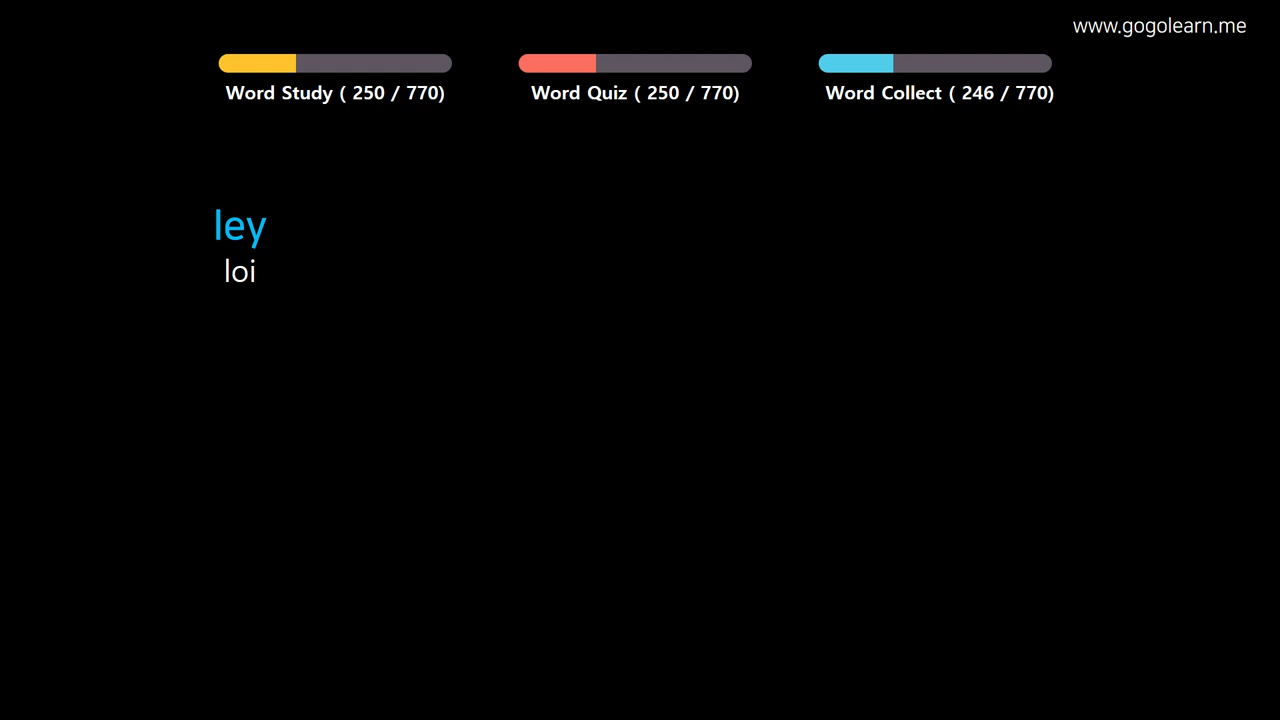 www.gogolearn.me
Word Study ( 250 / 770)
Word Quiz ( 250 / 770)
Word Collect ( 246 / 770)
ley
loi